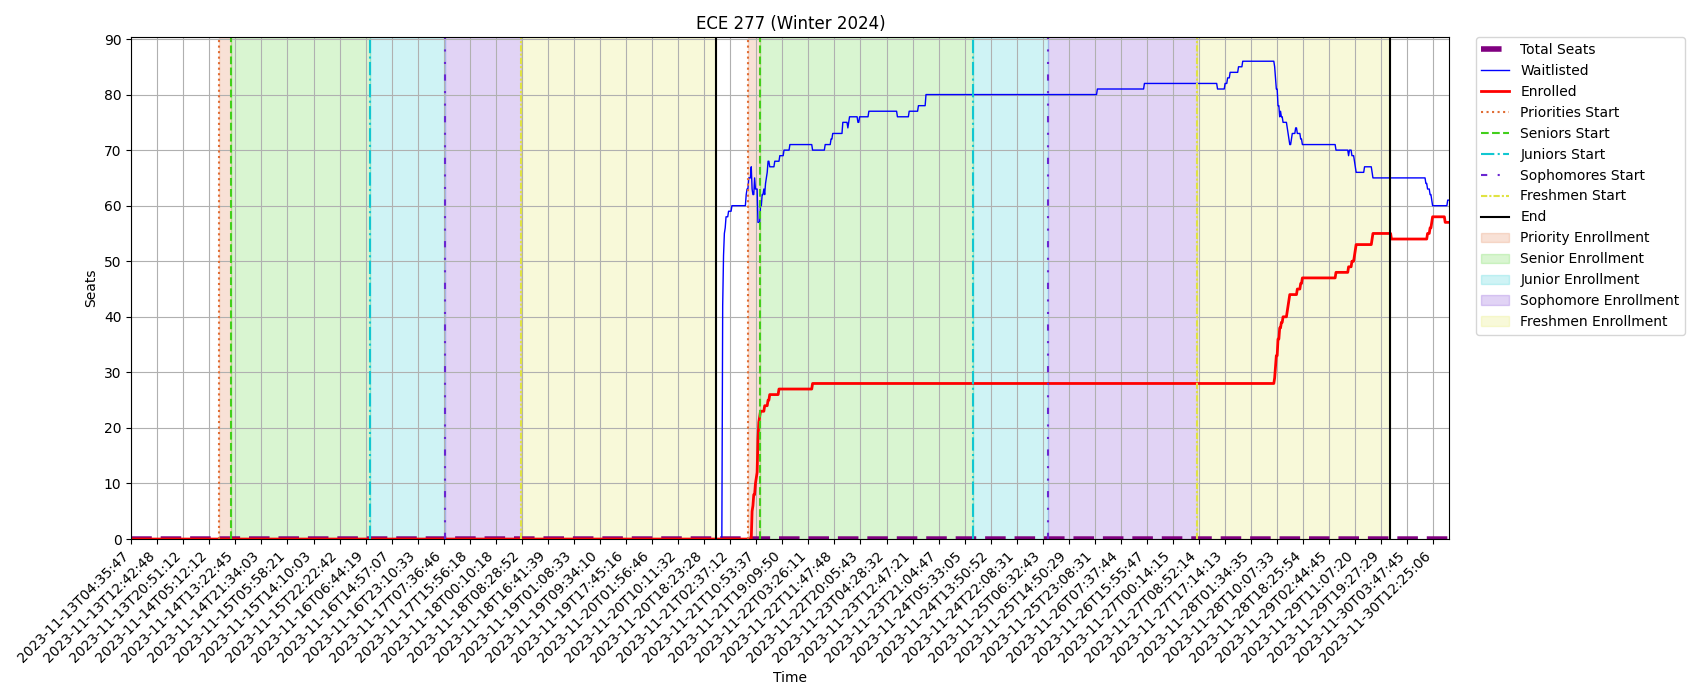 ECE 277 (Winter 2024)
Seats
90
80
70
60
50
40
30
20
10
0
2023-11-13T04:35:47
2023-11-13T12:42:48
2023-11-13T20:51:12
2023-11-14T05:12:12
2023-11-14T13:22:45
2023-11-14T21:34:03
2023-11-15T05:58:21
2023-11-15T14:10:03
2023-11-15T22:22:42
2023-11-16T06:44:19
2023-11-16T14:57:07
2023-11-16T23:10:33
2023-11-17T07:36:46
2023-11-17T15:56:18
2023-11-18T00:10:18
2023-11-18T08:28:52
2023-11-18T16:41:39
2023-11-19T01:08:33
2023-11-19T09:34:10
2023-11-19T17:45:16
2023-11-20T01:56:46
2023-11-20T10:11:32
2023-11-20T18:23:28
2023-11-21T02:37:12
2023-11-21T10:53:37
2023-11-21T19:09:50
2023-11-22T03:26:11
2023-11-22T11:47:48
2023-11-22T20:05:43
2023-11-23T04:28:32
2023-11-23T12:47:21
2023-11-23T21:04:47
2023-11-24T05:33:05
2023-11-24T13:50:52
2023-11-24T22:08:31
2023-11-25T06:32:43
2023-11-25T14:50:29
2023-11-25T23:08:31
2023-11-26T07:37:44
2023-11-26T15:55:47
2023-11-27T00:14:15
2023-11-27T08:52:14
2023-11-27T17:14:13
2023-11-28T01:34:35
2023-11-28T10:07:33
2023-11-28T18:25:54
2023-11-29T02:44:45
2023-11-29T11:07:20
2023-11-29T19:27:29
2023-11-30T03:47:45
2023-11-30T12:25:06
Time
Total Seats
Waitlisted
Enrolled
Priorities Start
Seniors Start
Juniors Start
Sophomores Start
Freshmen Start
End
Priority Enrollment
Senior Enrollment
Junior Enrollment
Sophomore Enrollment
Freshmen Enrollment